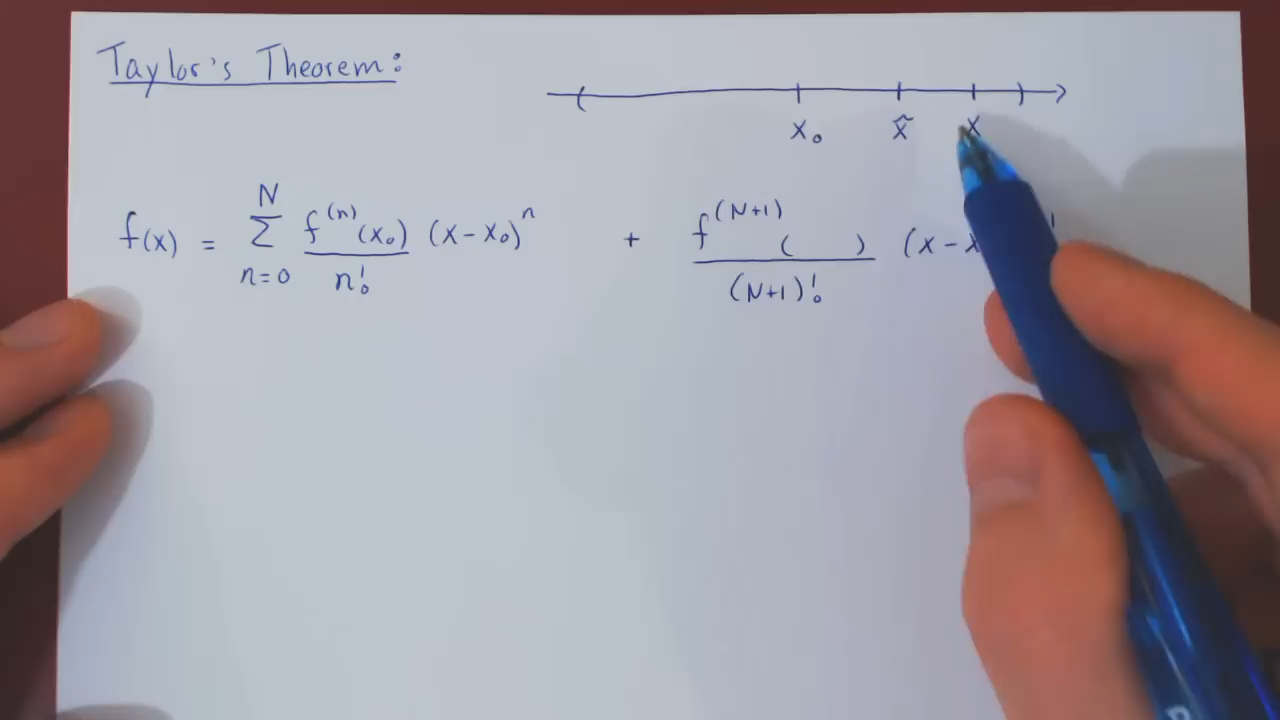 Taylor's Theorem:
x₀ x̃ x
f(x) = Σ_{n=0}^{N} f^{(n)}(x₀)/n! (x-x₀)ⁿ + f^{(N+1)}( )/(N+1)! (x-x